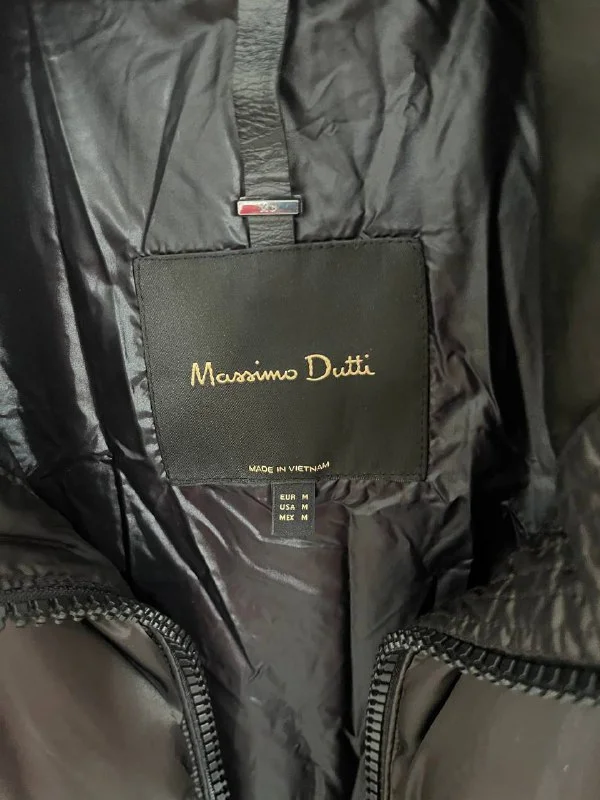 Massimo Dutti
MADE IN VIETNAM
EUR M
USA M
MEX M